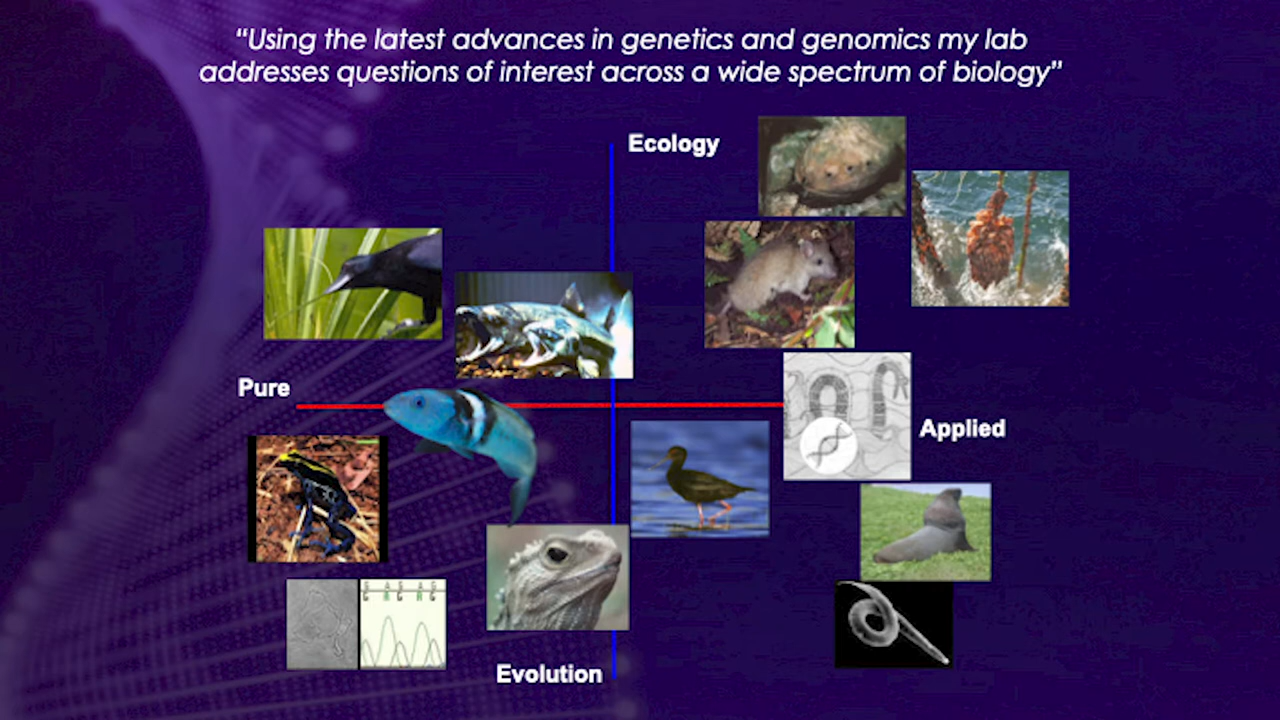 “Using the latest advances in genetics and genomics my lab
addresses questions of interest across a wide spectrum of biology”
Ecology
Pure
Applied
Evolution